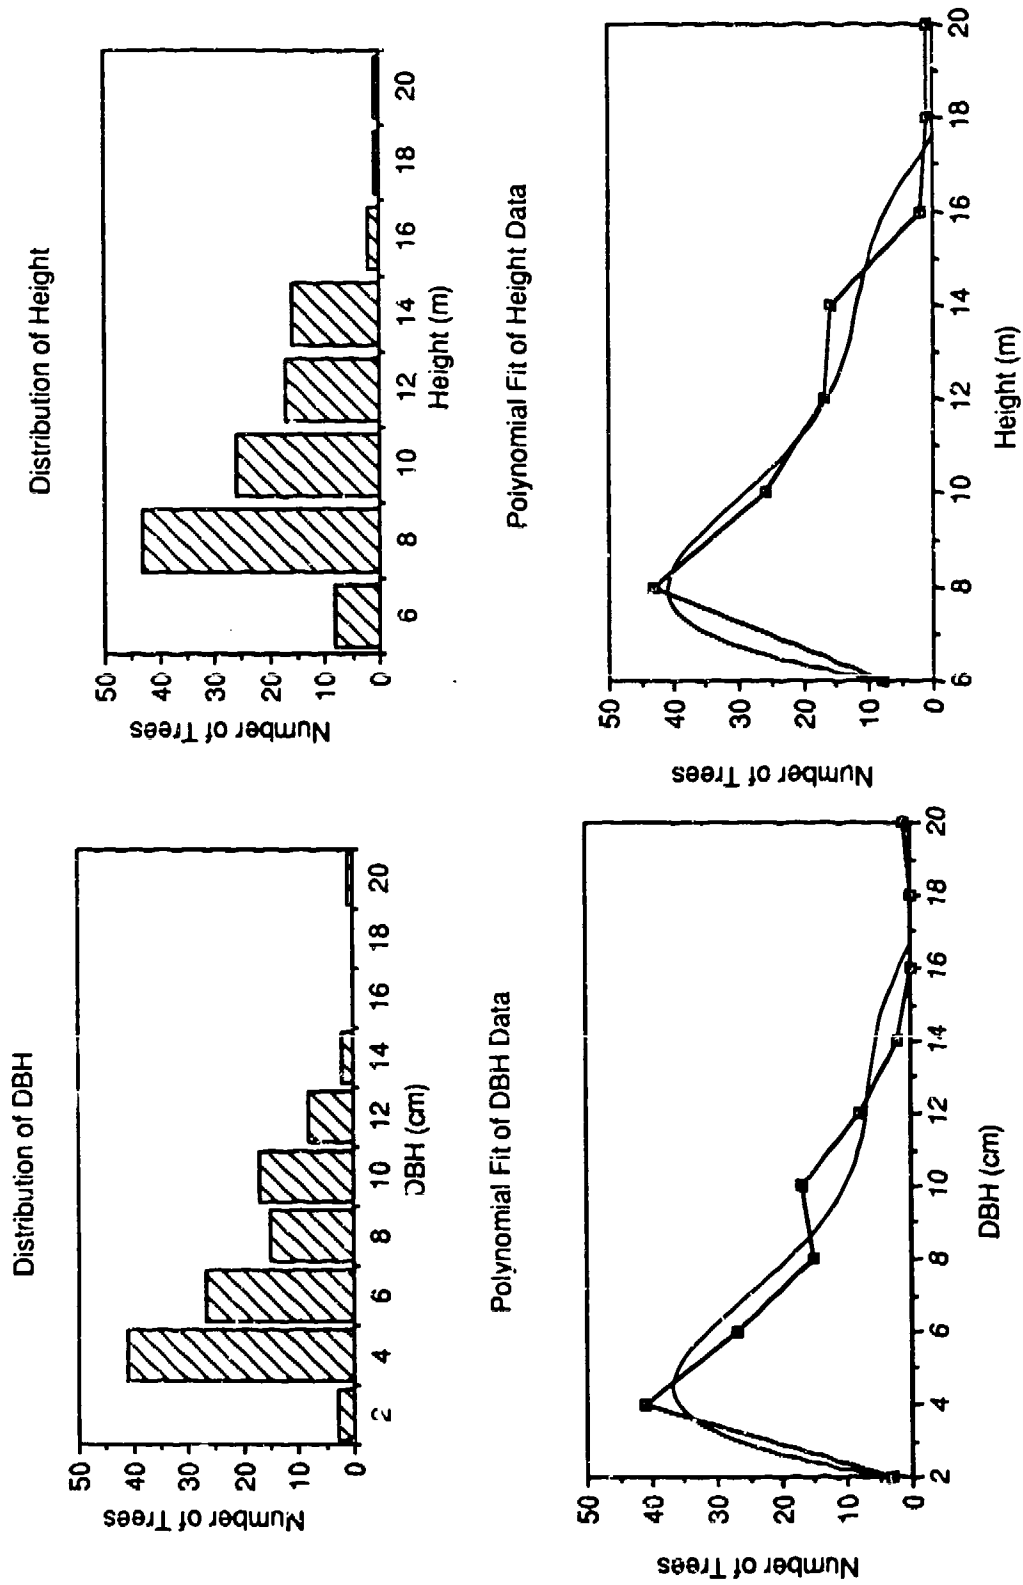 Distribution of DBH
50
40
30
20
10
0
Number of Trees
2 4 6 8 10 12 14 16 18 20
DBH (cm)
Distribution of Height
50
40
30
20
10
0
Number of Trees
6 8 10 12 14 16 18 20
Height (m)
Polynomial Fit of DBH Data
50
40
30
20
10
0
Number of Trees
2 4 6 8 10 12 14 16 18 20
DBH (cm)
Polynomial Fit of Height Data
50
40
30
20
10
0
Number of Trees
6 8 10 12 14 16 18 20
Height (m)